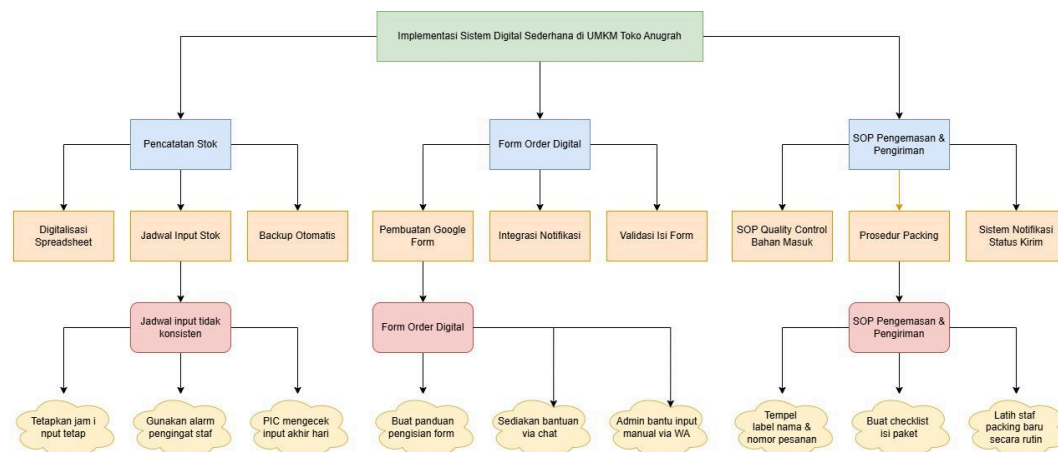 Implementasi Sistem Digital Sederhana di UMKM Toko Anugrah
Pencatatan Stok
Form Order Digital
SOP Pengemasan &
Pengiriman
Digitalisasi
Spreadsheet
Jadwal Input Stok
Backup Otomatis
Pembuatan Google
Form
Integrasi Notifikasi
Validasi Isi Form
SOP Quality Control
Bahan Masuk
Prosedur Packing
Sistem Notifikasi
Status Kirim
Jadwal input tidak
konsisten
Form Order Digital
SOP Pengemasan &
Pengiriman
Tetapkan jam i
nput tetap
Gunakan alarm
pengingat staf
PIC mengecek
input akhir hari
Buat panduan
pengisian form
Sediakan bantuan
via chat
Admin bantu input
manual via WA
Tempel
label nama &
nomor pesanan
Buat checklist
isi paket
Latih staf
packing baru
secara rutin